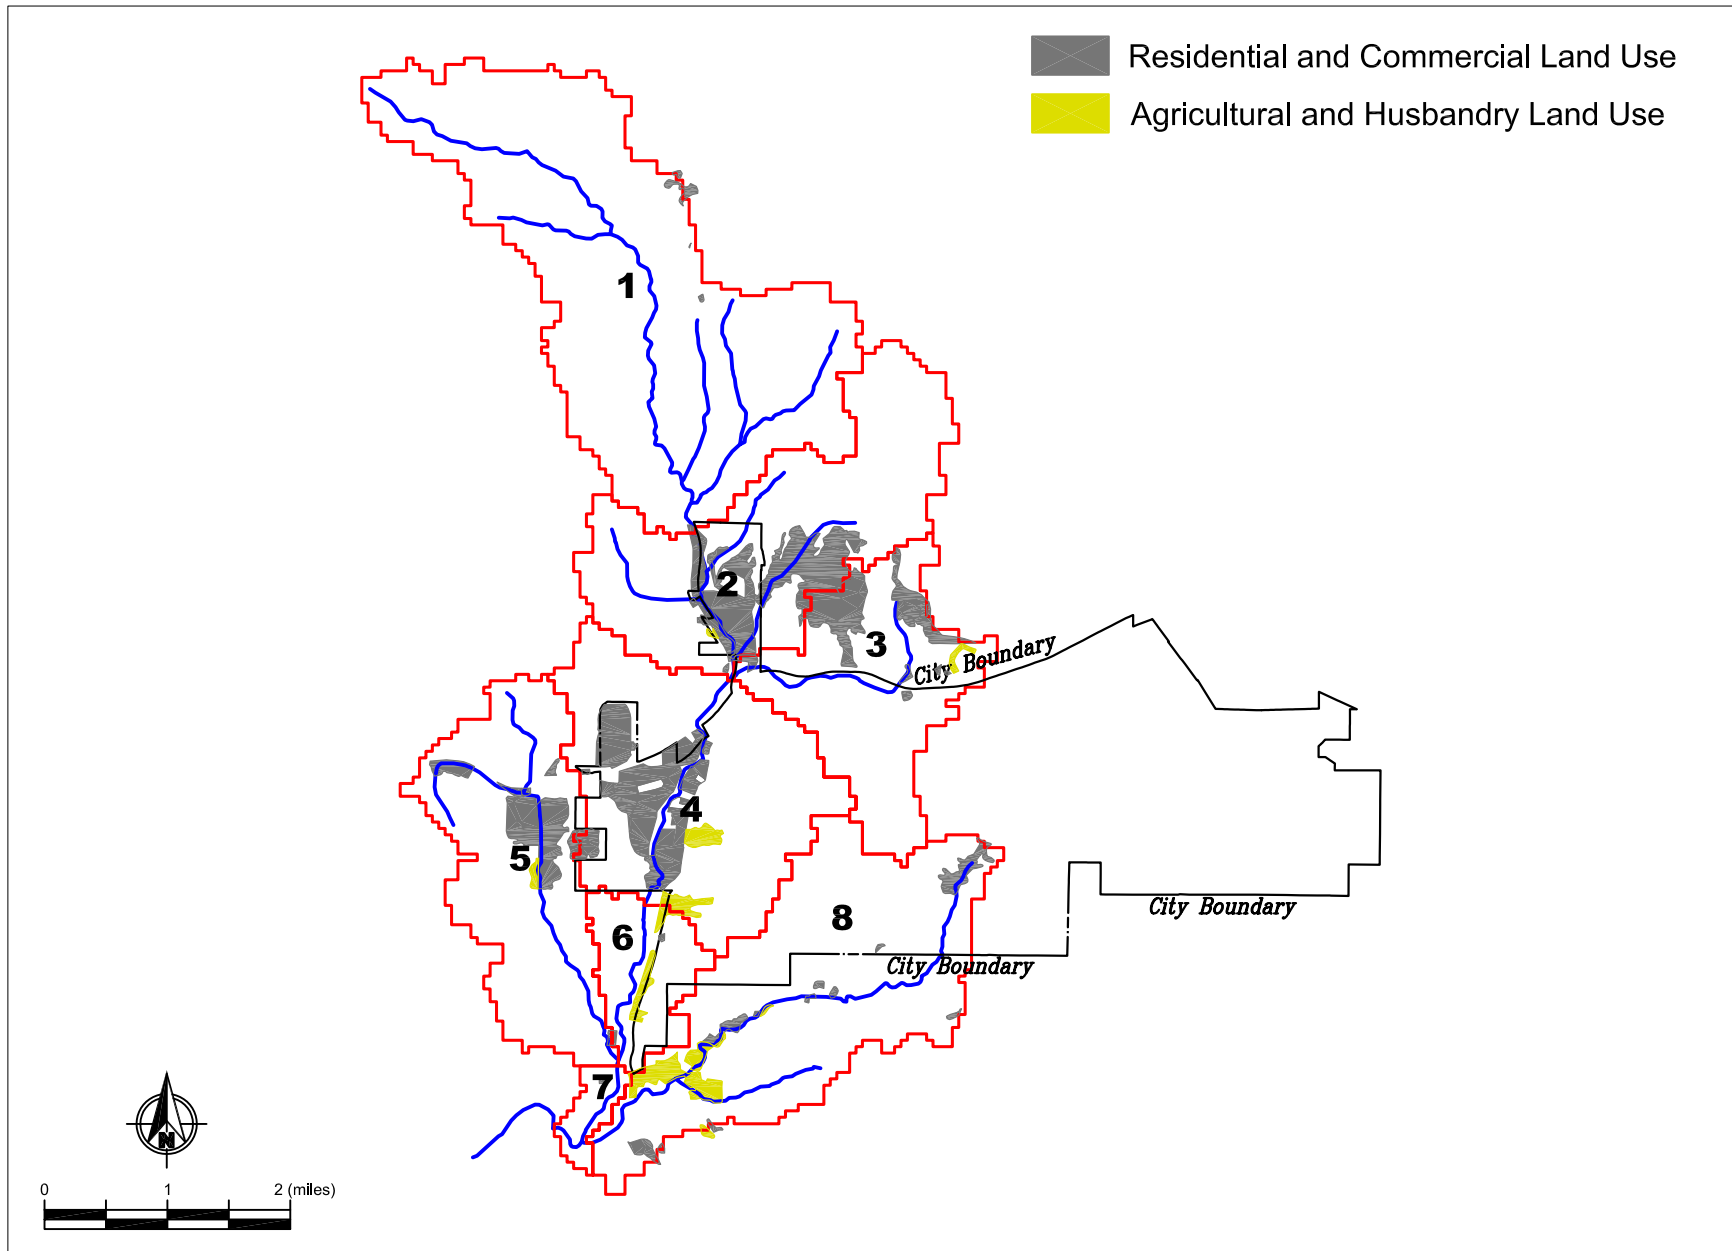 Residential and Commercial Land Use
Agricultural and Husbandry Land Use
1
2
3
City Boundary
4
5
8
City Boundary
6
City Boundary
7
N
0 1 2 (miles)